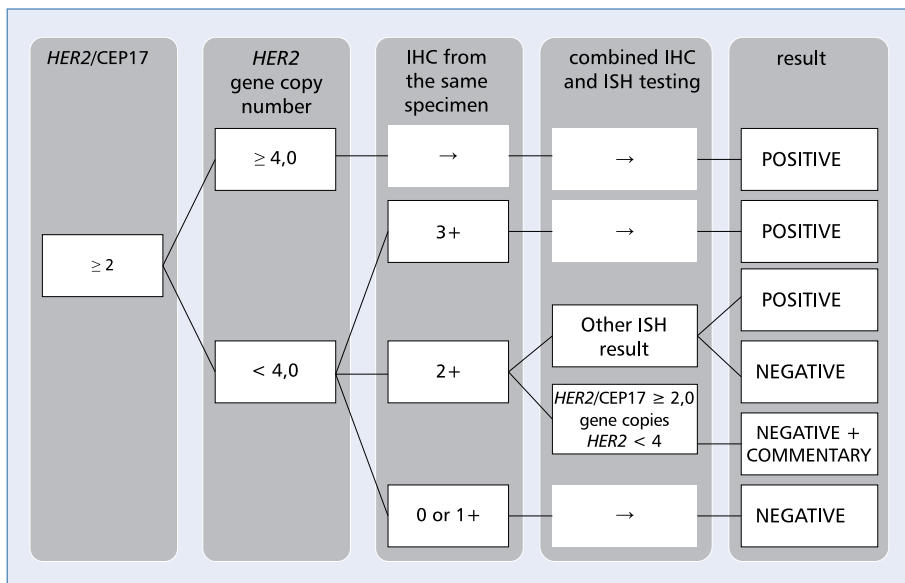 HER2/CEP17
HER2
gene copy
number
IHC from
the same
specimen
combined IHC
and ISH testing
result
≥ 2
≥ 4,0
→
→
POSITIVE
3+
→
POSITIVE
< 4,0
2+
Other ISH
result
POSITIVE
NEGATIVE
HER2/CEP17 ≥ 2,0
gene copies
HER2 < 4
NEGATIVE +
COMMENTARY
0 or 1+
→
NEGATIVE